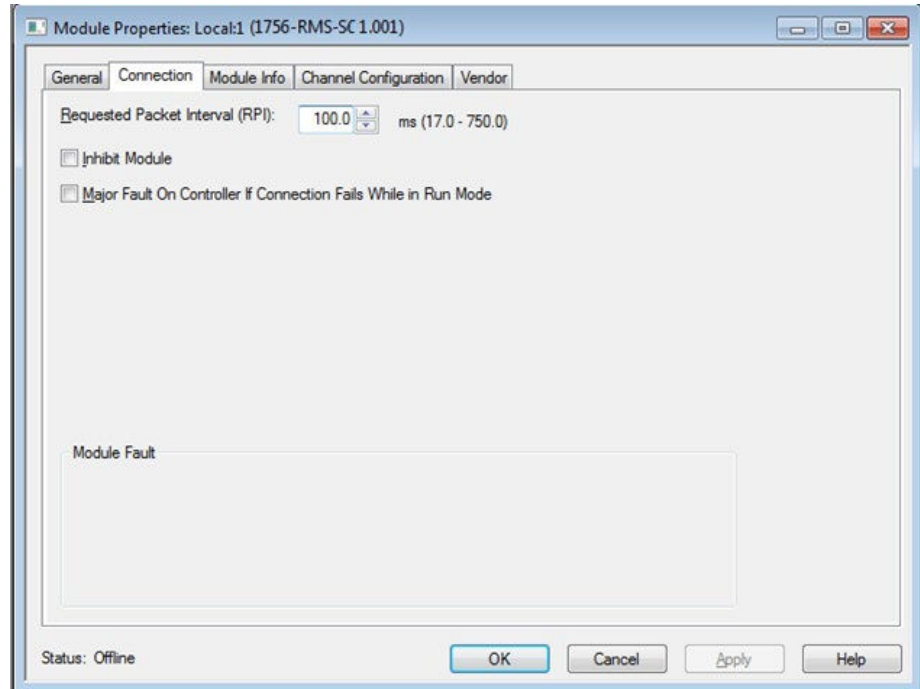 Module Properties: Local:1 (1756-RMS-SC 1.001)
General Connection Module Info Channel Configuration Vendor
Requested Packet Interval (RPI): 100.0 ms (17.0 - 750.0)
Inhibit Module
Major Fault On Controller If Connection Fails While in Run Mode
Module Fault
Status: Offline OK Cancel Apply Help